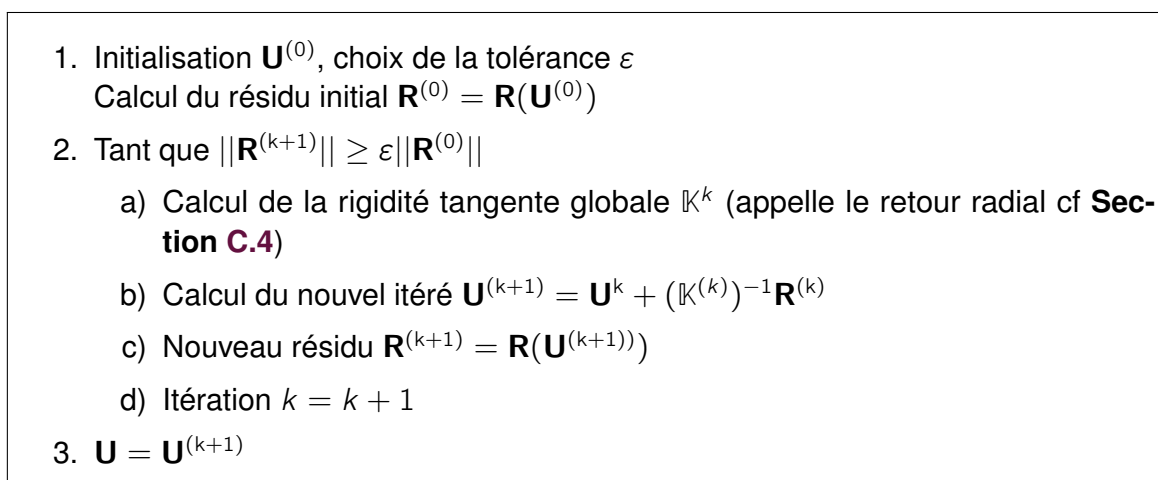 1. Initialisation U^(0), choix de la tolérance ε
Calcul du résidu initial R^(0) = R(U^(0))
2. Tant que ||R^(k+1)|| ≥ ε||R^(0)||
a) Calcul de la rigidité tangente globale 𝕂^k (appelle le retour radial cf Sec-
tion C.4)
b) Calcul du nouvel itéré U^(k+1) = U^k + (𝕂^(k))^−1 R^(k)
c) Nouveau résidu R^(k+1) = R(U^(k+1)))
d) Itération k = k + 1
3. U = U^(k+1)